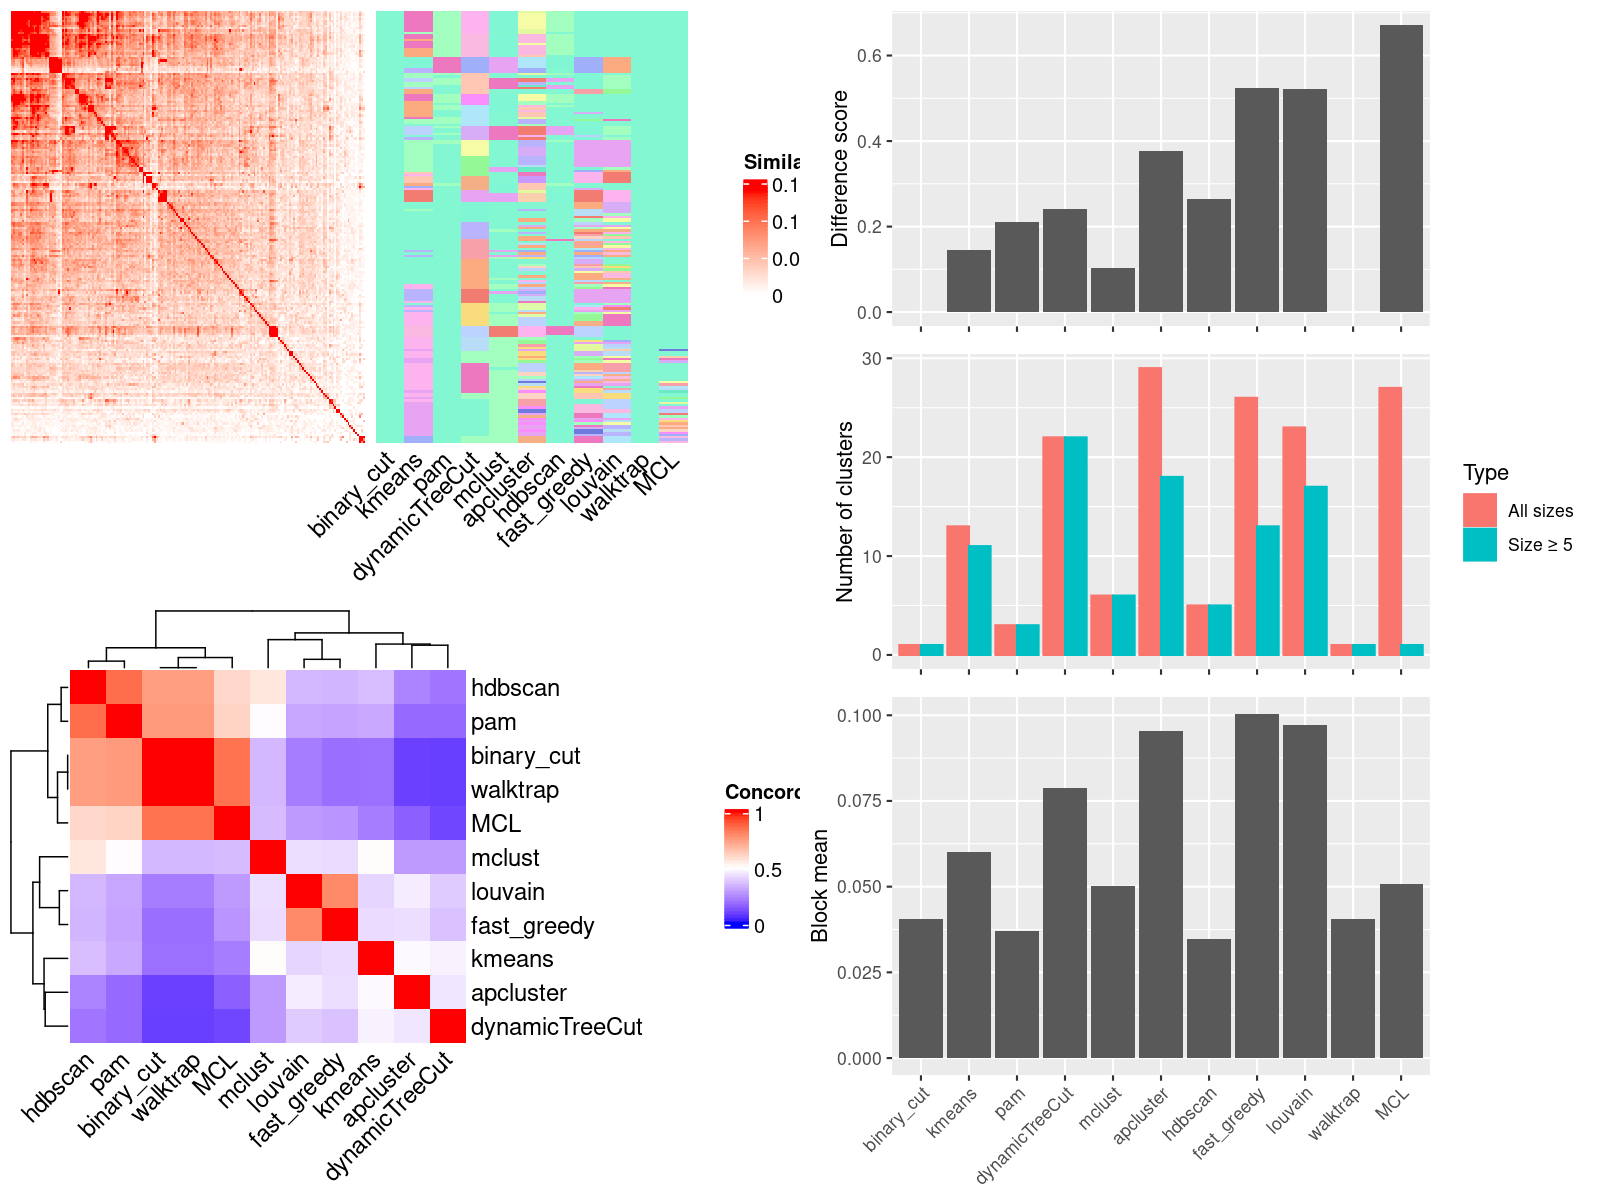 Simila
0.1
0.1
0.0
0
binary_cut
kmeans
pam
dynamicTreeCut
mclust
apcluster
hdbscan
fast_greedy
louvain
walktrap
MCL
hdbscan
pam
binary_cut
walktrap
MCL
mclust
louvain
fast_greedy
kmeans
apcluster
dynamicTreeCut
hdbscan
pam
binary_cut
walktrap
MCL
mclust
louvain
fast_greedy
kmeans
apcluster
dynamicTreeCut
Concord
1
0.5
0
Difference score
0.6
0.4
0.2
0.0
Number of clusters
30
20
10
0
Type
All sizes
Size ≥ 5
Block mean
0.100
0.075
0.050
0.025
0.000
binary_cut
kmeans
pam
dynamicTreeCut
mclust
apcluster
hdbscan
fast_greedy
louvain
walktrap
MCL